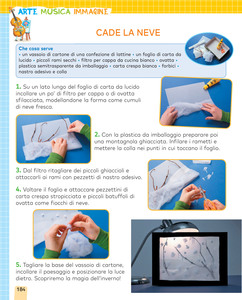 ARTE MUSICA IMMAGINE
CADE LA NEVE
Che cosa serve
• un vassoio di cartone di una confezione di lattine • un foglio di carta da
lucido • piccoli rami secchi • filtro per cappa da cucina bianco • ovatta •
plastica semitrasparente da imballaggio • carta crespa bianca • forbici •
nastro adesivo e colla
1. Su un lato lungo del foglio di carta da lucido
incollare un po' di filtro per cappa o di ovatta
sfilacciata, modellandone la forma come cumuli
di neve fresca.
2. Con la plastica da imballaggio preparare poi
una montagna ghiacciata. Infilare i rametti e
mettere la colla nei punti in cui toccano il foglio.
3. Dal filtro ritagliare dei piccoli ghiaccioli e
attaccarli ai rami con pezzetti di nastro adesivo.
4. Voltare il foglio e attaccare pezzettini di
carta crespa stropicciata e piccoli batuffoli di
ovatta come fiocchi di neve.
5. Tagliare la base del vassoio di cartone,
incollare il paesaggio e posizionare la luce
dietro. Scopriremo la magia dell'inverno!
184